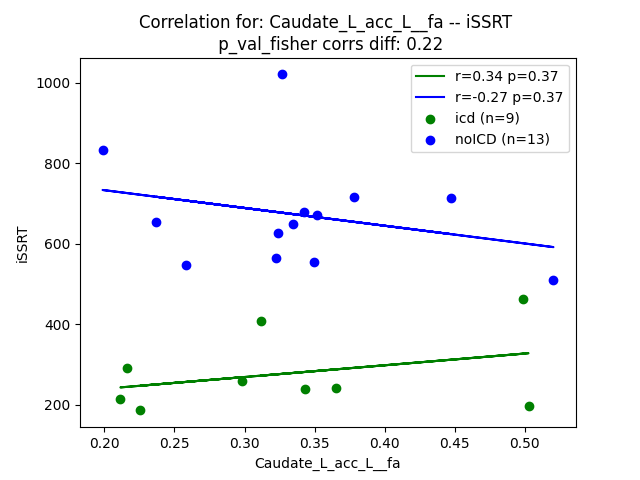 Correlation for: Caudate_L_acc_L__fa -- iSSRT
p_val_fisher corrs diff: 0.22
r=0.34 p=0.37
r=-0.27 p=0.37
icd (n=9)
noICD (n=13)
iSSRT
1000
800
600
400
200
0.20 0.25 0.30 0.35 0.40 0.45 0.50
Caudate_L_acc_L__fa